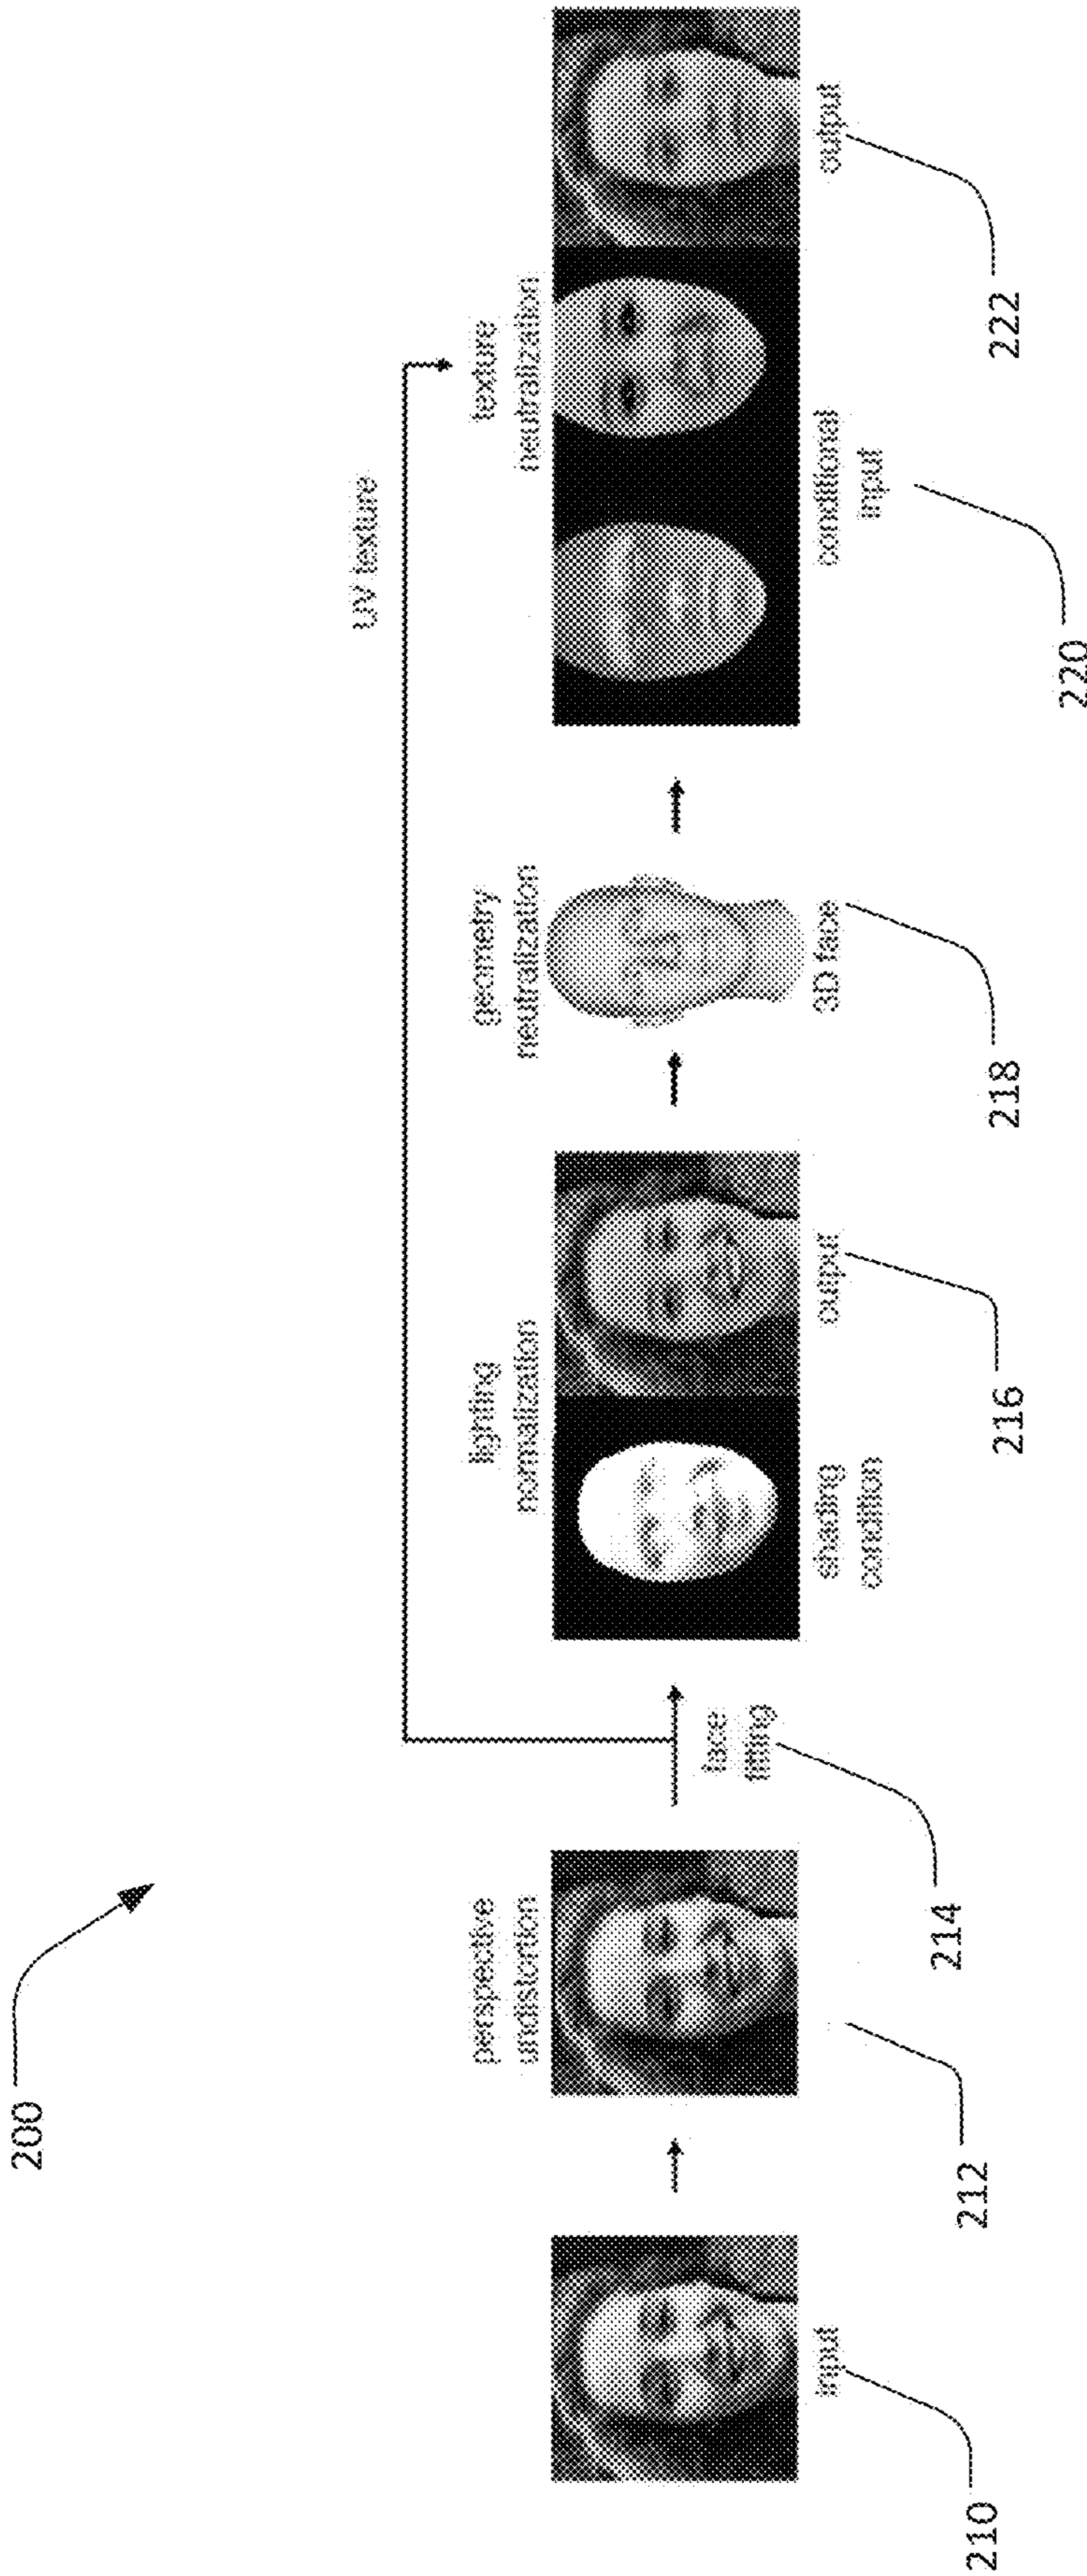 200
UV texture
perspective
undistortion
lighting
normalization
geometry
neutralization
texture
neutralization
input
face
fitting
shading
condition
output
3D face
conditional
input
output
210
212
214
216
218
220
222